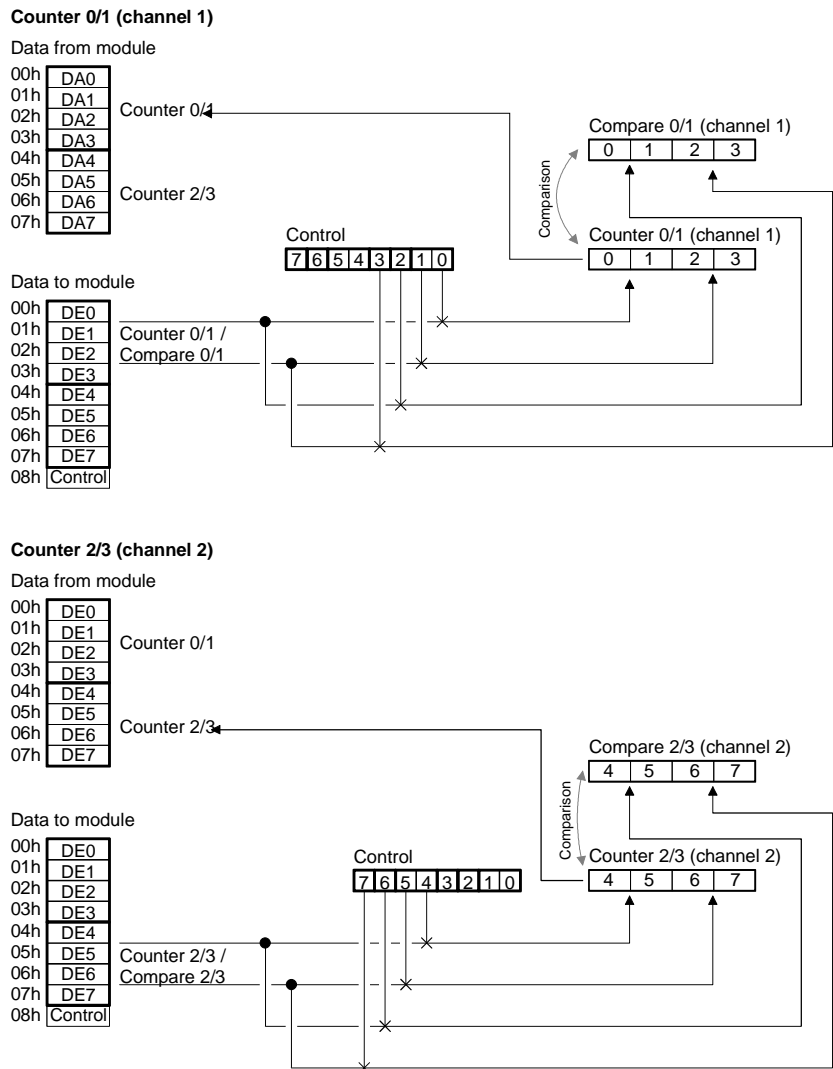 Counter 0/1 (channel 1)
Data from module
00h DA0
01h DA1
02h DA2
03h DA3
04h DA4
05h DA5
06h DA6
07h DA7
Counter 0/1
Counter 2/3
Compare 0/1 (channel 1)
0 1 2 3
Comparison
Counter 0/1 (channel 1)
0 1 2 3
Control
7 6 5 4 3 2 1 0
Data to module
00h DE0
01h DE1
02h DE2
03h DE3
04h DE4
05h DE5
06h DE6
07h DE7
08h Control
Counter 0/1 /
Compare 0/1
Counter 2/3 (channel 2)
Data from module
00h DE0
01h DE1
02h DE2
03h DE3
04h DE4
05h DE5
06h DE6
07h DE7
Counter 0/1
Counter 2/3
Compare 2/3 (channel 2)
4 5 6 7
Comparison
Counter 2/3 (channel 2)
4 5 6 7
Control
7 6 5 4 3 2 1 0
Data to module
00h DE0
01h DE1
02h DE2
03h DE3
04h DE4
05h DE5
06h DE6
07h DE7
08h Control
Counter 2/3 /
Compare 2/3